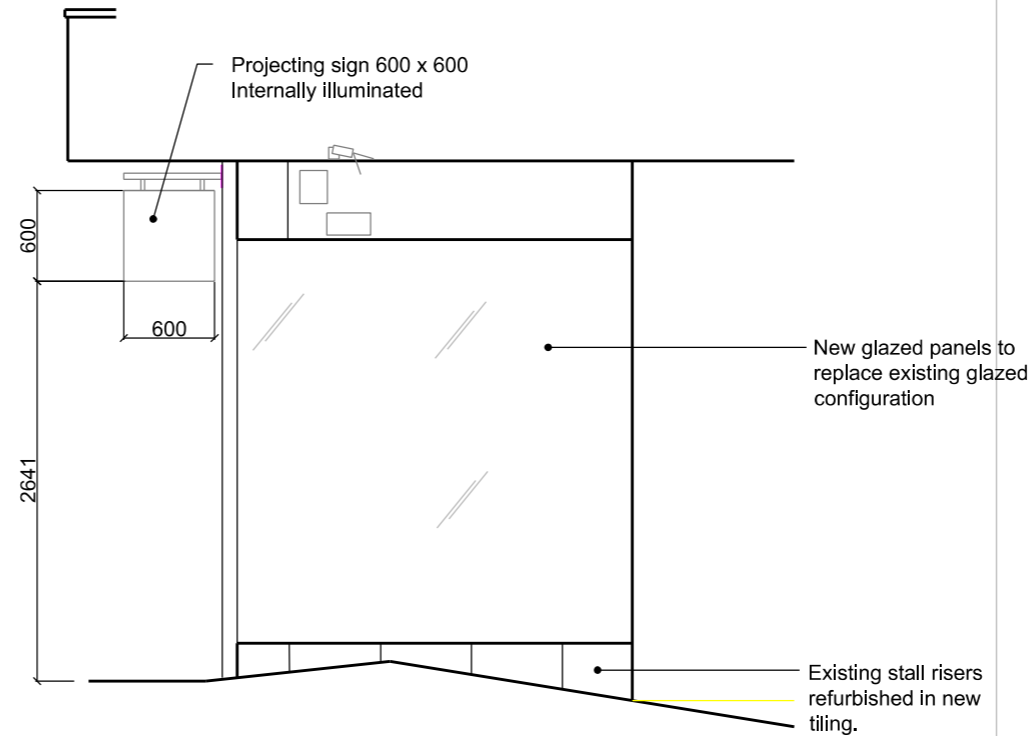 Projecting sign 600 x 600
Internally illuminated
600
600
New glazed panels to
replace existing glazed
configuration
2641
Existing stall risers
refurbished in new
tiling.